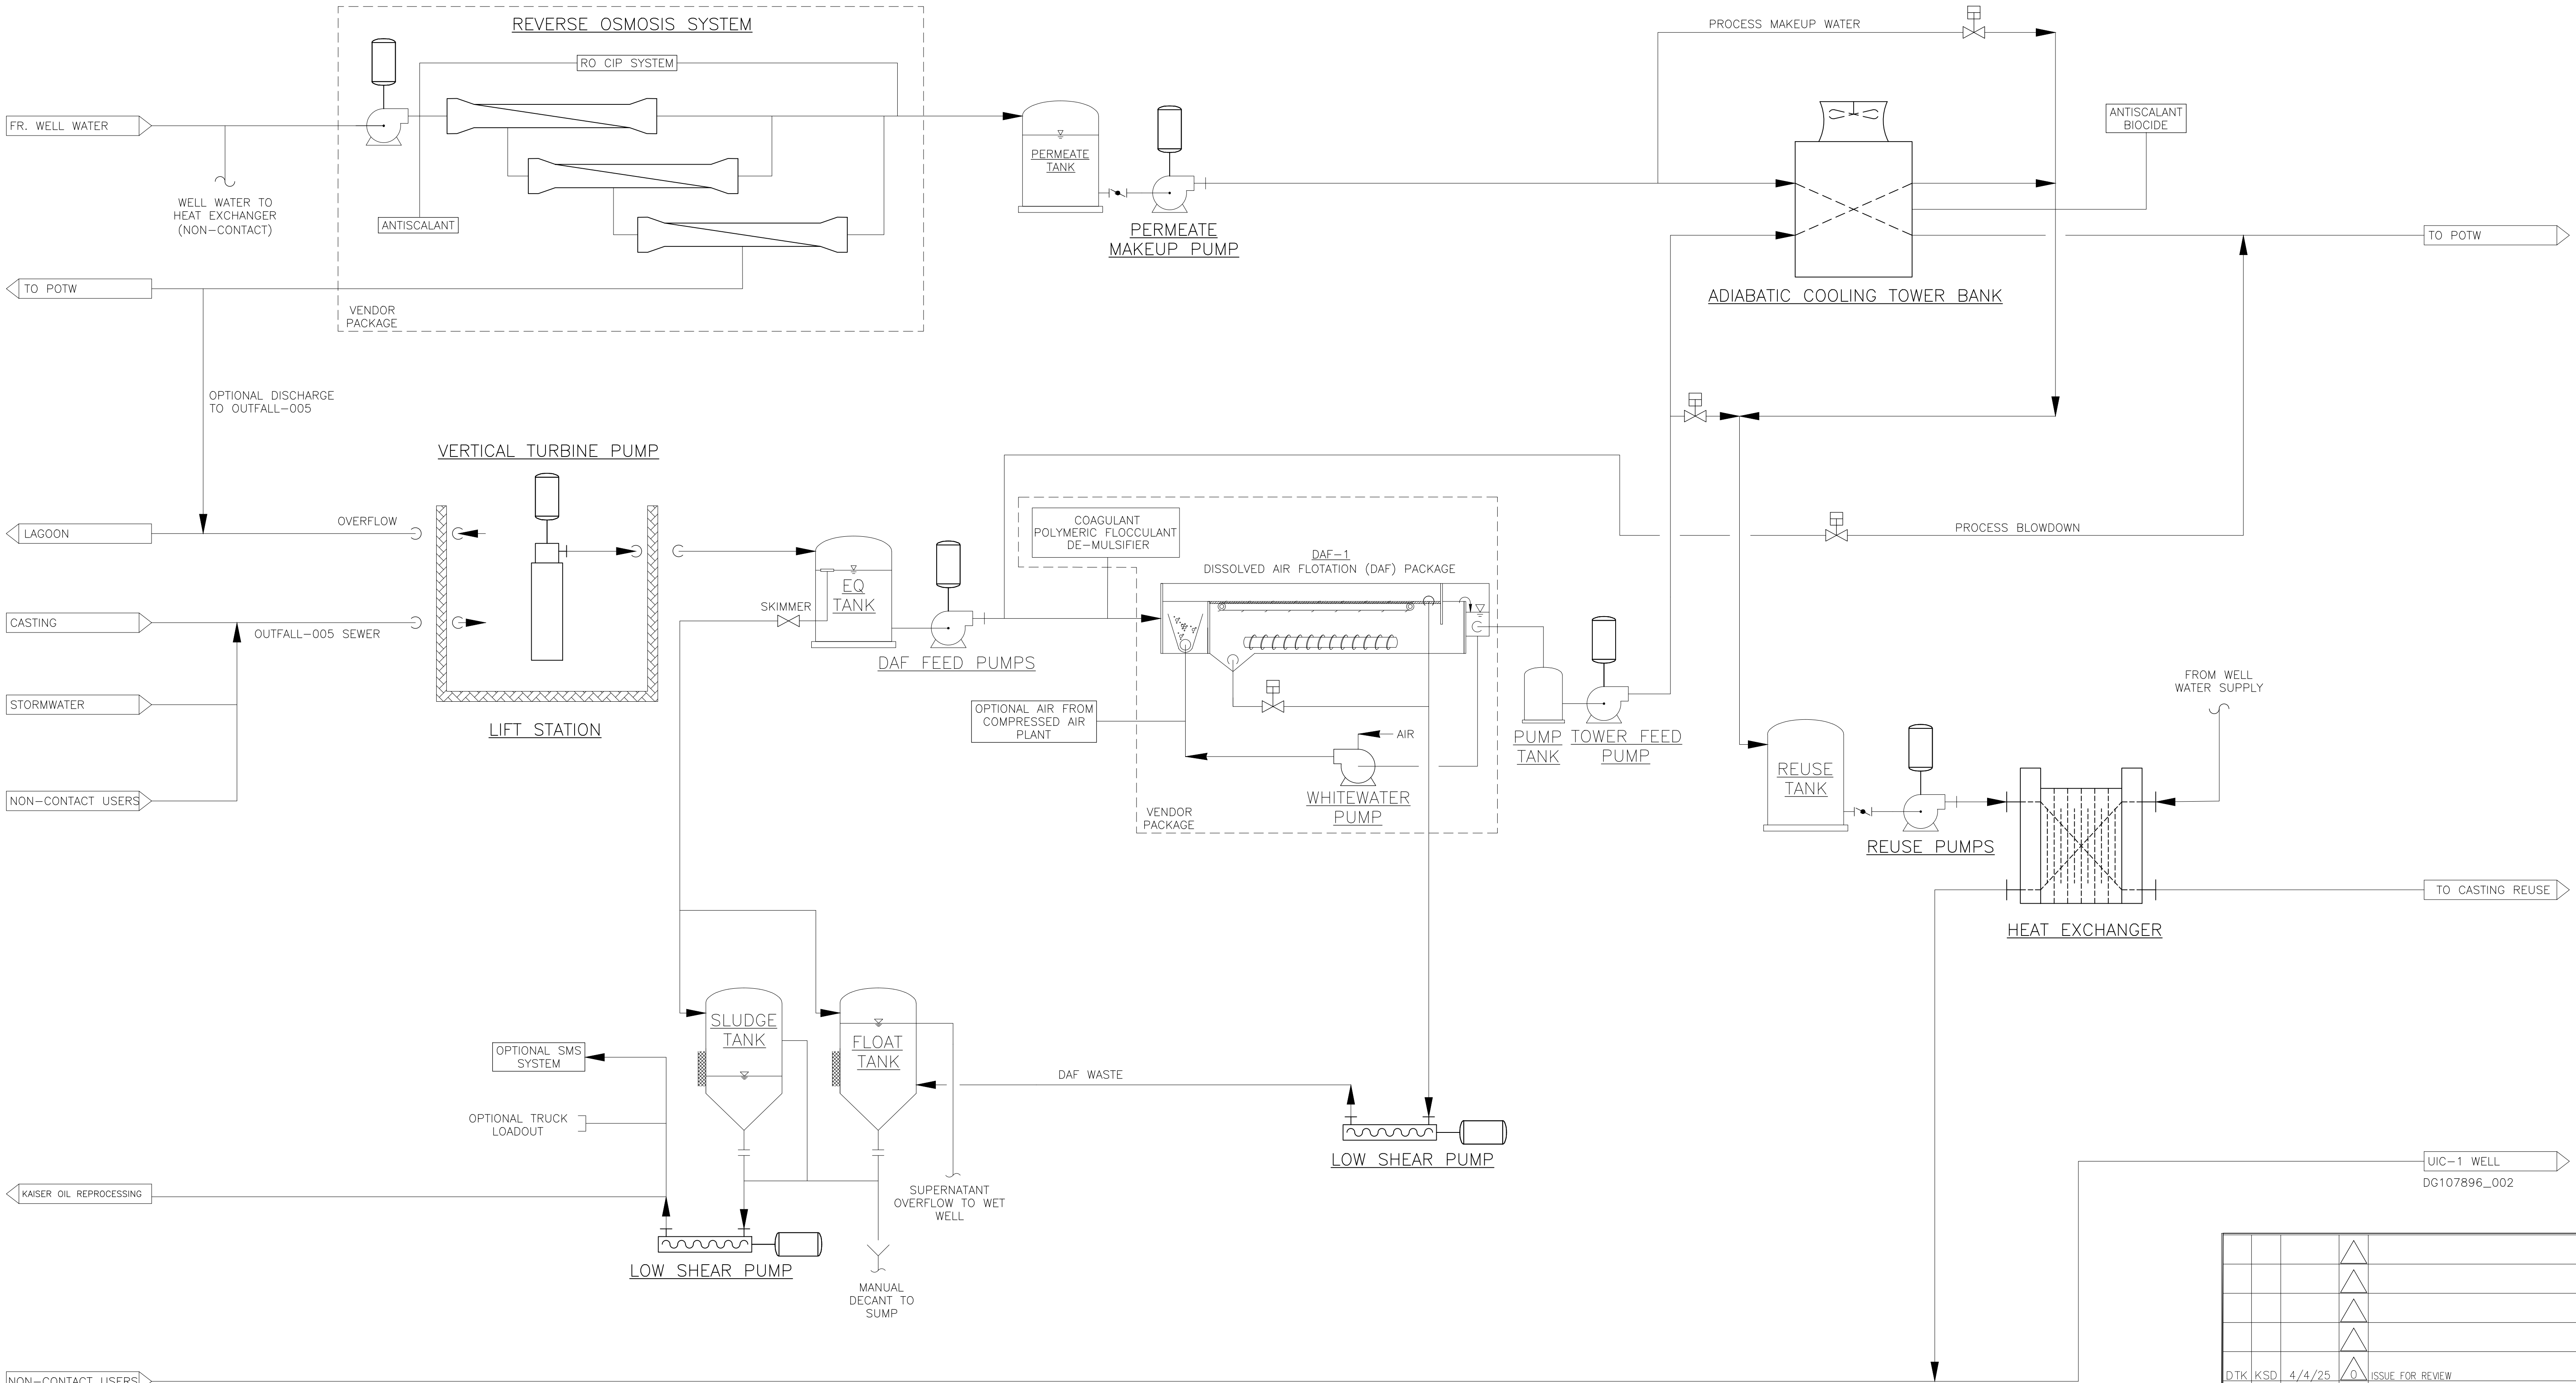 REVERSE OSMOSIS SYSTEM
RO CIP SYSTEM
FR. WELL WATER
WELL WATER TO
HEAT EXCHANGER
(NON-CONTACT)
ANTISCALANT
VENDOR
PACKAGE
TO POTW
OPTIONAL DISCHARGE
TO OUTFALL-005
PERMEATE
TANK
PERMEATE
MAKEUP PUMP
PROCESS MAKEUP WATER
ANTISCALANT
BIOCIDE
ADIABATIC COOLING TOWER BANK
TO POTW
VERTICAL TURBINE PUMP
LAGOON
OVERFLOW
CASTING
OUTFALL-005 SEWER
STORMWATER
NON-CONTACT USERS
LIFT STATION
EQ
TANK
SKIMMER
DAF FEED PUMPS
COAGULANT
POLYMERIC FLOCCULANT
DE-MULSIFIER
DAF-1
DISSOLVED AIR FLOTATION (DAF) PACKAGE
OPTIONAL AIR FROM
COMPRESSED AIR
PLANT
AIR
WHITEWATER
PUMP
VENDOR
PACKAGE
PUMP
TANK
TOWER FEED
PUMP
PROCESS BLOWDOWN
REUSE
TANK
REUSE PUMPS
FROM WELL
WATER SUPPLY
HEAT EXCHANGER
TO CASTING REUSE
SLUDGE
TANK
FLOAT
TANK
OPTIONAL SMS
SYSTEM
OPTIONAL TRUCK
LOADOUT
KAISER OIL REPROCESSING
LOW SHEAR PUMP
SUPERNATANT
OVERFLOW TO WET
WELL
MANUAL
DECANT TO
SUMP
DAF WASTE
LOW SHEAR PUMP
UIC-1 WELL
DG107896_002
NON-CONTACT USERS
DTK KSD 4/4/25 0 ISSUE FOR REVIEW